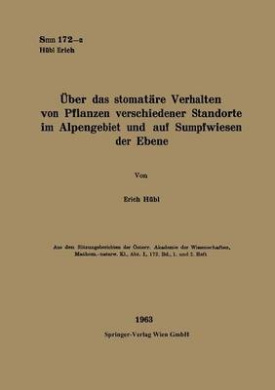 Snm 172-a
Hübl Erich
Über das stomatäre Verhalten
von Pflanzen verschiedener Standorte
im Alpengebiet und auf Sumpfwiesen
der Ebene
Von
Erich Hübl
Aus den Sitzungsberichten der Österr. Akademie der Wissenschaften,
Mathem.-naturw. Kl., Abt. I, 172. Bd., 1. und 2. Heft
1963
Springer-Verlag Wien GmbH